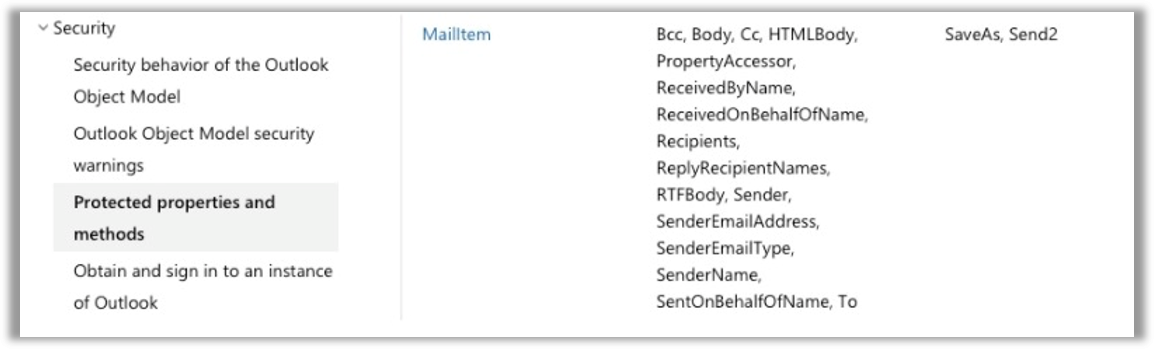 Security
Security behavior of the Outlook
Object Model
Outlook Object Model security
warnings
Protected properties and
methods
Obtain and sign in to an instance
of Outlook
MailItem
Bcc, Body, Cc, HTMLBody,
PropertyAccessor,
ReceivedByName,
ReceivedOnBehalfOfName,
Recipients,
ReplyRecipientNames,
RTFBody, Sender,
SenderEmailAddress,
SenderEmailType,
SenderName,
SentOnBehalfOfName, To
SaveAs, Send2